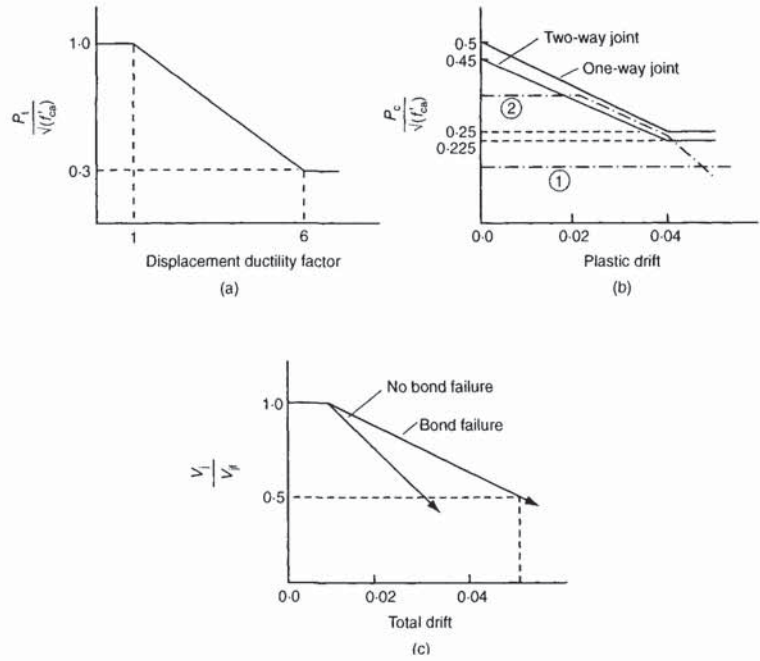 1·0
0·3
P_t / √(f′_ca)
1
6
Displacement ductility factor
(a)
0·5
0·45
0·25
0·225
P_c / √(f′_ca)
Two-way joint
One-way joint
②
①
0·0
0·02
0·04
Plastic drift
(b)
1·0
0·5
V_j / V_jf
No bond failure
Bond failure
0·0
0·02
0·04
Total drift
(c)